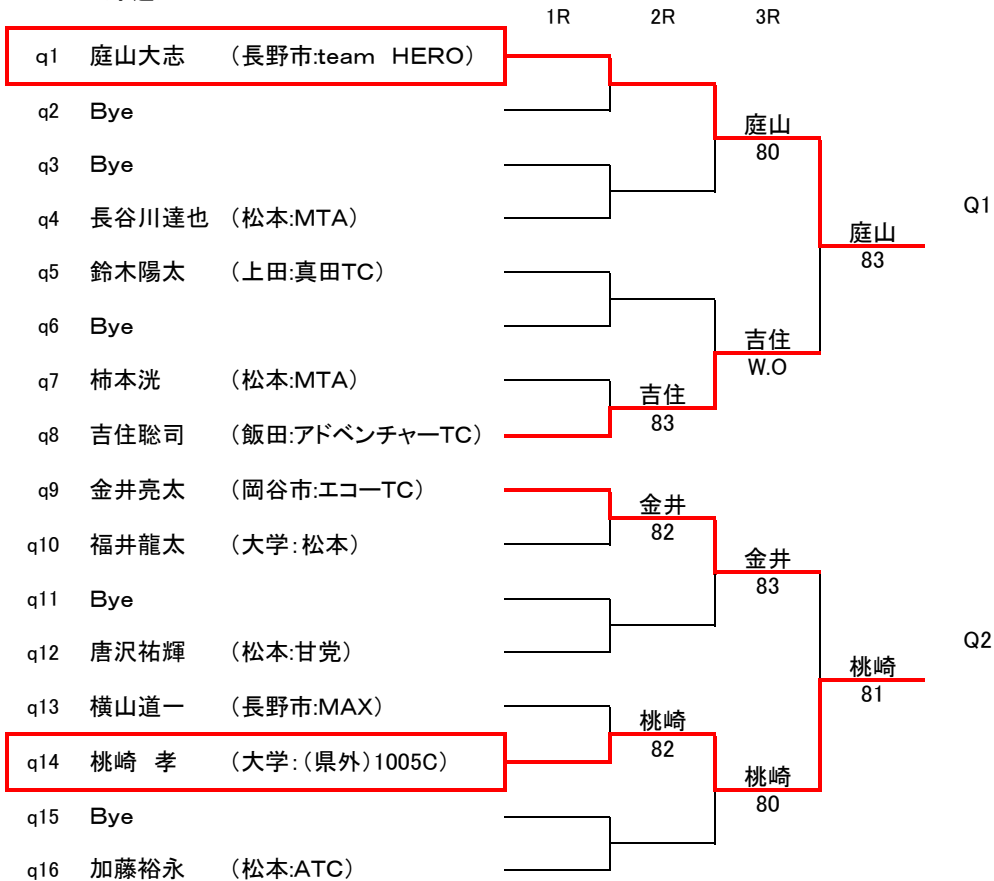 1R 2R 3R
q1 庭山大志 (長野市:team HERO)
q2 Bye
庭山
80
q3 Bye
q4 長谷川達也 (松本:MTA)
Q1
庭山
83
q5 鈴木陽太 (上田:真田TC)
q6 Bye
吉住
W.O
q7 柿本洸 (松本:MTA)
吉住
83
q8 吉住聡司 (飯田:アドベンチャーTC)
q9 金井亮太 (岡谷市:エコーTC)
金井
82
q10 福井龍太 (大学:松本)
金井
83
q11 Bye
q12 唐沢祐輝 (松本:甘党)
Q2
桃崎
81
q13 横山道一 (長野市:MAX)
桃崎
82
q14 桃崎 孝 (大学:(県外)1005C)
桃崎
80
q15 Bye
q16 加藤裕永 (松本:ATC)